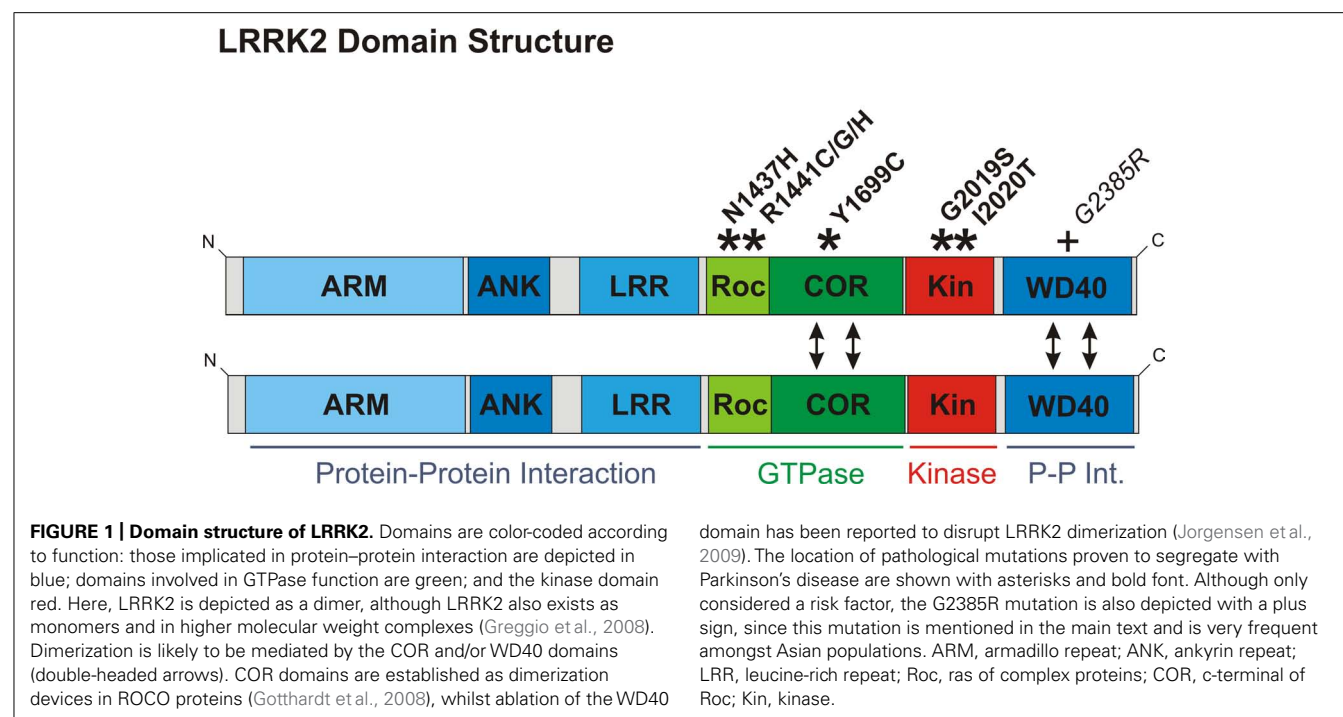 LRRK2 Domain Structure
N1437H
R1441C/G/H
Y1699C
G2019S
I2020T
G2385R
** * ** +
N C
ARM ANK LRR Roc COR Kin WD40
N C
ARM ANK LRR Roc COR Kin WD40
Protein-Protein Interaction GTPase Kinase P-P Int.
FIGURE 1 | Domain structure of LRRK2. Domains are color-coded according
to function: those implicated in protein–protein interaction are depicted in
blue; domains involved in GTPase function are green; and the kinase domain
red. Here, LRRK2 is depicted as a dimer, although LRRK2 also exists as
monomers and in higher molecular weight complexes (Greggio et al., 2008).
Dimerization is likely to be mediated by the COR and/or WD40 domains
(double-headed arrows). COR domains are established as dimerization
devices in ROCO proteins (Gotthardt et al., 2008), whilst ablation of the WD40
domain has been reported to disrupt LRRK2 dimerization (Jorgensen et al.,
2009). The location of pathological mutations proven to segregate with
Parkinson's disease are shown with asterisks and bold font. Although only
considered a risk factor, the G2385R mutation is also depicted with a plus
sign, since this mutation is mentioned in the main text and is very frequent
amongst Asian populations. ARM, armadillo repeat; ANK, ankyrin repeat;
LRR, leucine-rich repeat; Roc, ras of complex proteins; COR, c-terminal of
Roc; Kin, kinase.